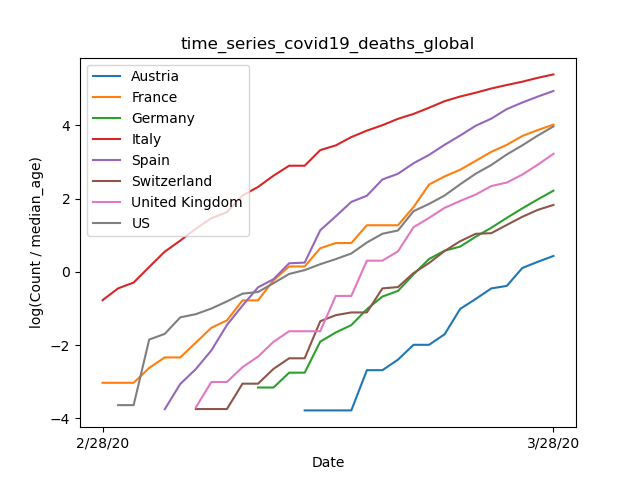 time_series_covid19_deaths_global
log(Count / median_age)
4
2
0
−2
−4
Austria
France
Germany
Italy
Spain
Switzerland
United Kingdom
US
2/28/20
3/28/20
Date